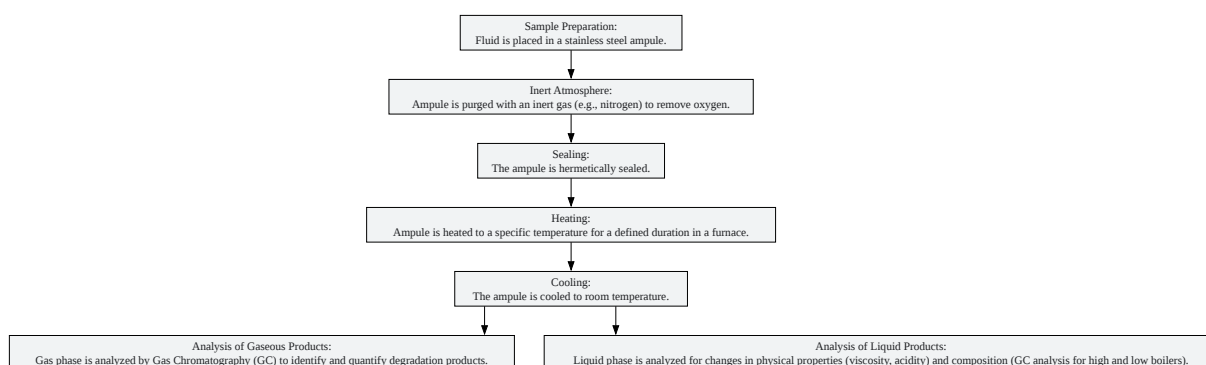 Sample Preparation:
Fluid is placed in a stainless steel ampule.
Inert Atmosphere:
Ampule is purged with an inert gas (e.g., nitrogen) to remove oxygen.
Sealing:
The ampule is hermetically sealed.
Heating:
Ampule is heated to a specific temperature for a defined duration in a furnace.
Cooling:
The ampule is cooled to room temperature.
Analysis of Gaseous Products:
Gas phase is analyzed by Gas Chromatography (GC) to identify and quantify degradation products.
Analysis of Liquid Products:
Liquid phase is analyzed for changes in physical properties (viscosity, acidity) and composition (GC analysis for high and low boilers).